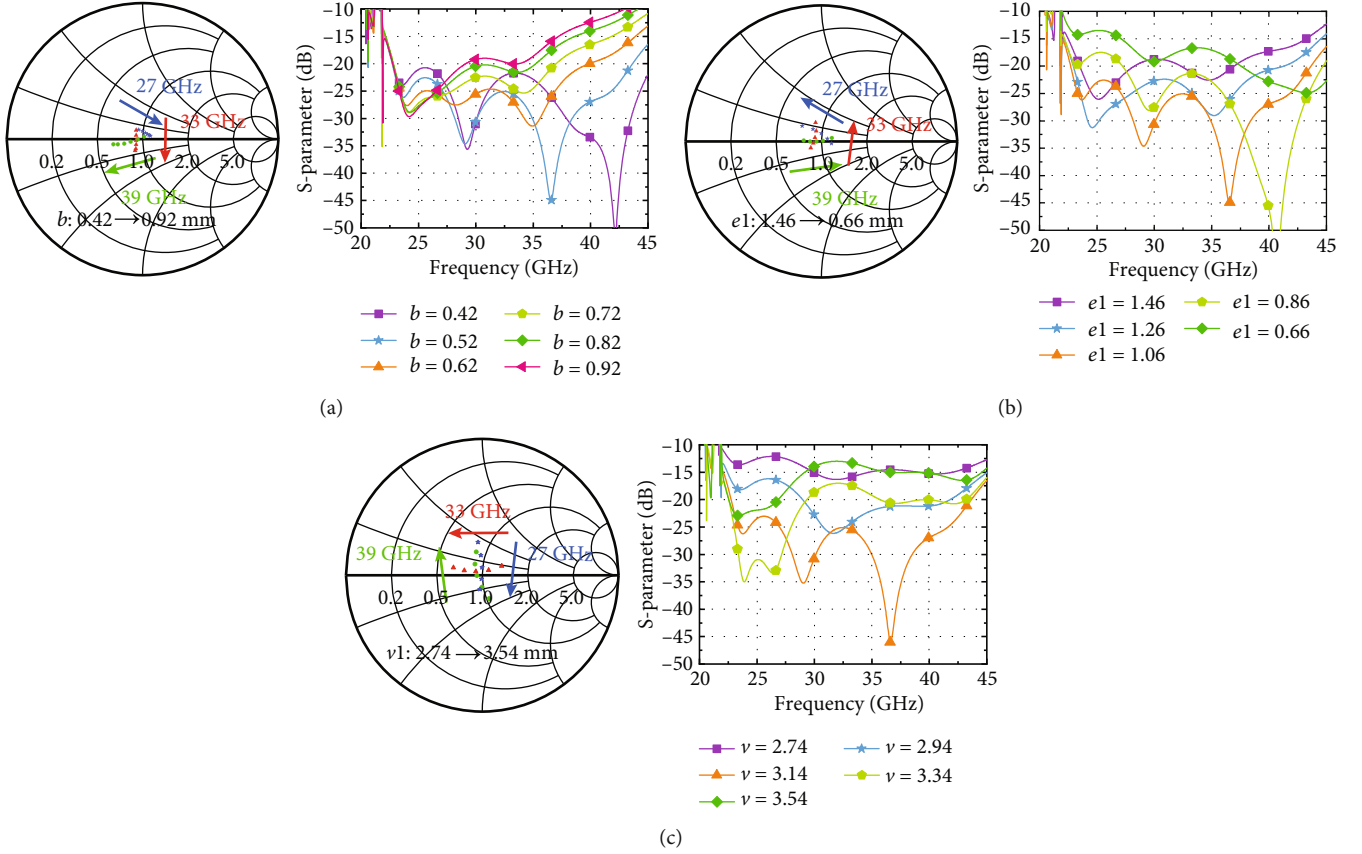 27 GHz
33 GHz
0.2 0.5 1.0 2.0 5.0
39 GHz
b: 0.42 → 0.92 mm
S-parameter (dB)
−10
−15
−20
−25
−30
−35
−40
−45
−50
20 25 30 35 40 45
Frequency (GHz)
b = 0.42 b = 0.72
b = 0.52 b = 0.82
b = 0.62 b = 0.92
(a)
27 GHz
33 GHz
0.2 0.5 1.0 2.0 5.0
39 GHz
e1: 1.46 → 0.66 mm
S-parameter (dB)
−10
−15
−20
−25
−30
−35
−40
−45
−50
20 25 30 35 40 45
Frequency (GHz)
e1 = 1.46 e1 = 0.86
e1 = 1.26 e1 = 0.66
e1 = 1.06
(b)
33 GHz
39 GHz 27 GHz
0.2 0.5 1.0 2.0 5.0
v1: 2.74 → 3.54 mm
S-parameter (dB)
−10
−15
−20
−25
−30
−35
−40
−45
−50
20 25 30 35 40 45
Frequency (GHz)
v = 2.74 v = 2.94
v = 3.14 v = 3.34
v = 3.54
(c)